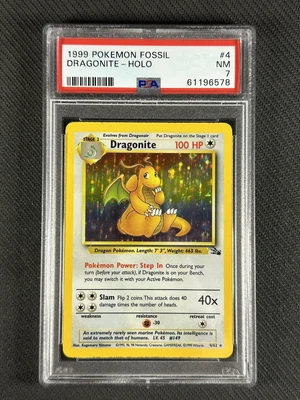 1999 POKEMON FOSSIL #4
DRAGONITE - HOLO NM
7
PSA 61196578
STAGE 2 Evolves from Dragonair Put Dragonite on the Stage 1 card
Dragonite 100 HP
Dragon Pokémon. Length: 7' 3", Weight: 463 lbs.
Pokémon Power: Step In Once during your
turn (before your attack), if Dragonite is on your Bench,
you may switch it with your Active Pokémon.
Slam Flip 2 coins. This attack does 40
damage times the number of heads.
40x
weakness resistance retreat cost
-30
An extremely rarely seen marine Pokémon. Its intelligence is
said to match that of humans. LV. 45 #149
4/62